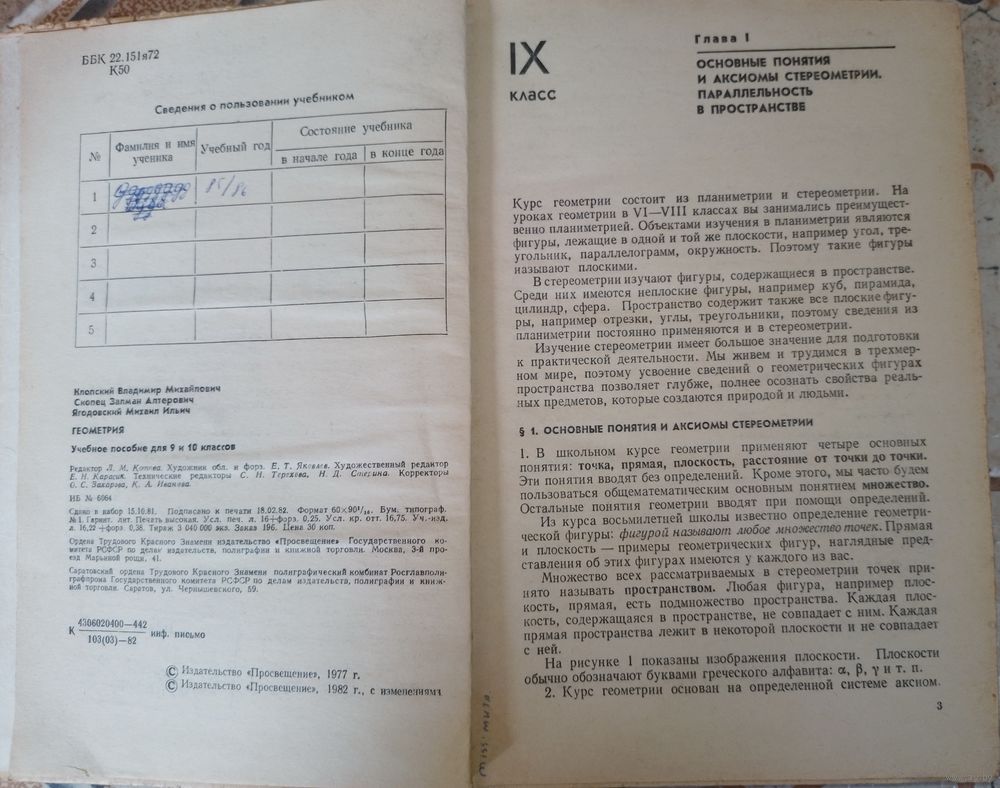 ББК 22.151я72
К50
Сведения о пользовании учебником
№
Фамилия и имя ученика
Учебный год
Состояние учебника
в начале года
в конце года
1
85/86
2
3
4
5
Клопский Владимир Михайлович
Скопец Залман Алтерович
Ягодовский Михаил Ильич
ГЕОМЕТРИЯ
Учебное пособие для 9 и 10 классов
Редактор Л. М. Котова. Художник обл. и форз. Е. Т. Яковлев. Художественный редактор
Е. Н. Карасик. Технические редакторы С. Н. Терехова, Н. Д. Стерина. Корректоры
О. С. Захарова, К. А. Иванова.
ИБ № 6064
Сдано в набор 15.10.81. Подписано к печати 18.02.82. Формат 60×90¹/₁₆. Бум. типограф.
№ 1. Гарнит. лит. Печать высокая. Усл. печ. л. 16+форз. 0,25. Усл. кр. отт. 16,75. Уч.-изд.
л. 16,22+форз. 0,38. Тираж 3 040 000 экз. Заказ 196. Цена 30 коп.
Ордена Трудового Красного Знамени издательство «Просвещение» Государственного ко-
митета РСФСР по делам издательств, полиграфии и книжной торговли. Москва, 3-й про-
езд Марьиной рощи, 41.
Саратовский ордена Трудового Красного Знамени полиграфический комбинат Росглавполи-
графпрома Государственного комитета РСФСР по делам издательств, полиграфии и книж-
ной торговли. Саратов, ул. Чернышевского, 59.
К 4306020400—442
103(03)—82 инф. письмо
© Издательство «Просвещение», 1977 г.
© Издательство «Просвещение», 1982 г., с изменениями
IX
класс
Глава I
ОСНОВНЫЕ ПОНЯТИЯ
И АКСИОМЫ СТЕРЕОМЕТРИИ.
ПАРАЛЛЕЛЬНОСТЬ
В ПРОСТРАНСТВЕ
Курс геометрии состоит из планиметрии и стереометрии. На
уроках геометрии в VI—VIII классах вы занимались преимущест-
венно планиметрией. Объектами изучения в планиметрии являются
фигуры, лежащие в одной и той же плоскости, например угол, тре-
угольник, параллелограмм, окружность. Поэтому такие фигуры
называют плоскими.
В стереометрии изучают фигуры, содержащиеся в пространстве.
Среди них имеются неплоские фигуры, например куб, пирамида,
цилиндр, сфера. Пространство содержит также все плоские фигу-
ры, например отрезки, углы, треугольники, поэтому сведения из
планиметрии постоянно применяются и в стереометрии.
Изучение стереометрии имеет большое значение для подготовки
к практической деятельности. Мы живем и трудимся в трехмер-
ном мире, поэтому усвоение сведений о геометрических фигурах
пространства позволяет глубже, полнее осознать свойства реаль-
ных предметов, которые создаются природой и людьми.
§ 1. ОСНОВНЫЕ ПОНЯТИЯ И АКСИОМЫ СТЕРЕОМЕТРИИ
1. В школьном курсе геометрии применяют четыре основных
понятия: точка, прямая, плоскость, расстояние от точки до точки.
Эти понятия вводят без определений. Кроме этого, мы часто будем
пользоваться общематематическим основным понятием множество.
Остальные понятия геометрии вводят при помощи определений.
Из курса восьмилетней школы известно определение геометри-
ческой фигуры: фигурой называют любое множество точек. Прямая
и плоскость — примеры геометрических фигур, наглядные пред-
ставления об этих фигурах имеются у каждого из вас.
Множество всех рассматриваемых в стереометрии точек при-
нято называть пространством. Любая фигура, например плос-
кость, прямая, есть подмножество пространства. Каждая плос-
кость, содержащаяся в пространстве, не совпадает с ним. Каждая
прямая пространства лежит в некоторой плоскости и не совпадает
с ней.
На рисунке 1 показаны изображения плоскости. Плоскости
обычно обозначают буквами греческого алфавита: α, β, γ и т. п.
2. Курс геометрии основан на определенной системе аксиом.
3